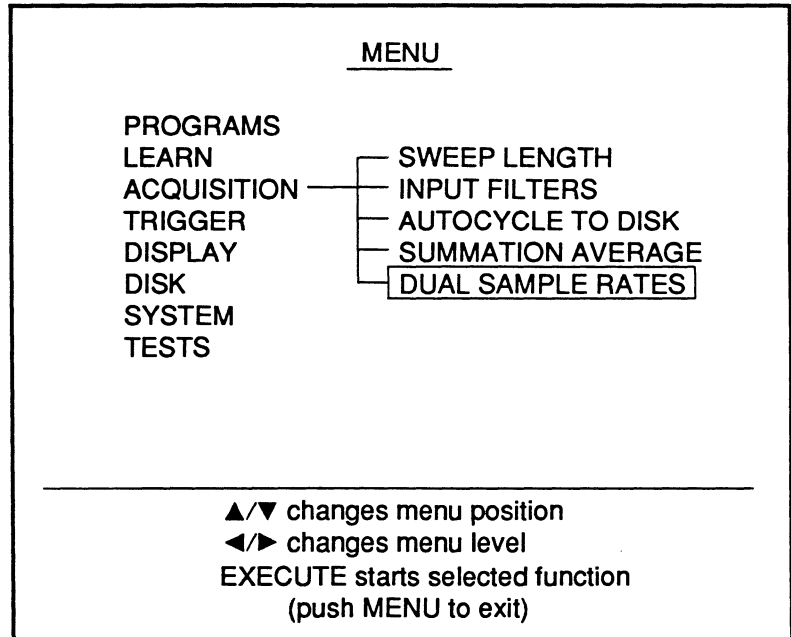 MENU
PROGRAMS
LEARN
ACQUISITION
TRIGGER
DISPLAY
DISK
SYSTEM
TESTS
SWEEP LENGTH
INPUT FILTERS
AUTOCYCLE TO DISK
SUMMATION AVERAGE
DUAL SAMPLE RATES
▲/▼ changes menu position
◄/► changes menu level
EXECUTE starts selected function
(push MENU to exit)